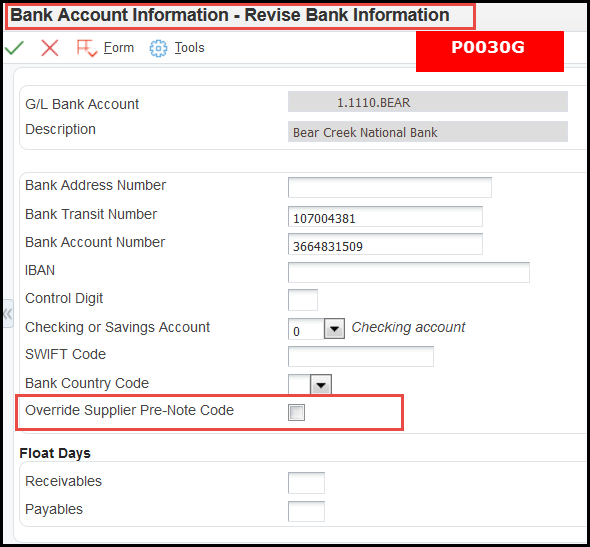 Bank Account Information - Revise Bank Information
Form Tools
P0030G
G/L Bank Account 1.1110.BEAR
Description Bear Creek National Bank
Bank Address Number
Bank Transit Number 107004381
Bank Account Number 3664831509
IBAN
Control Digit
Checking or Savings Account 0 Checking account
SWIFT Code
Bank Country Code
Override Supplier Pre-Note Code
Float Days
Receivables
Payables